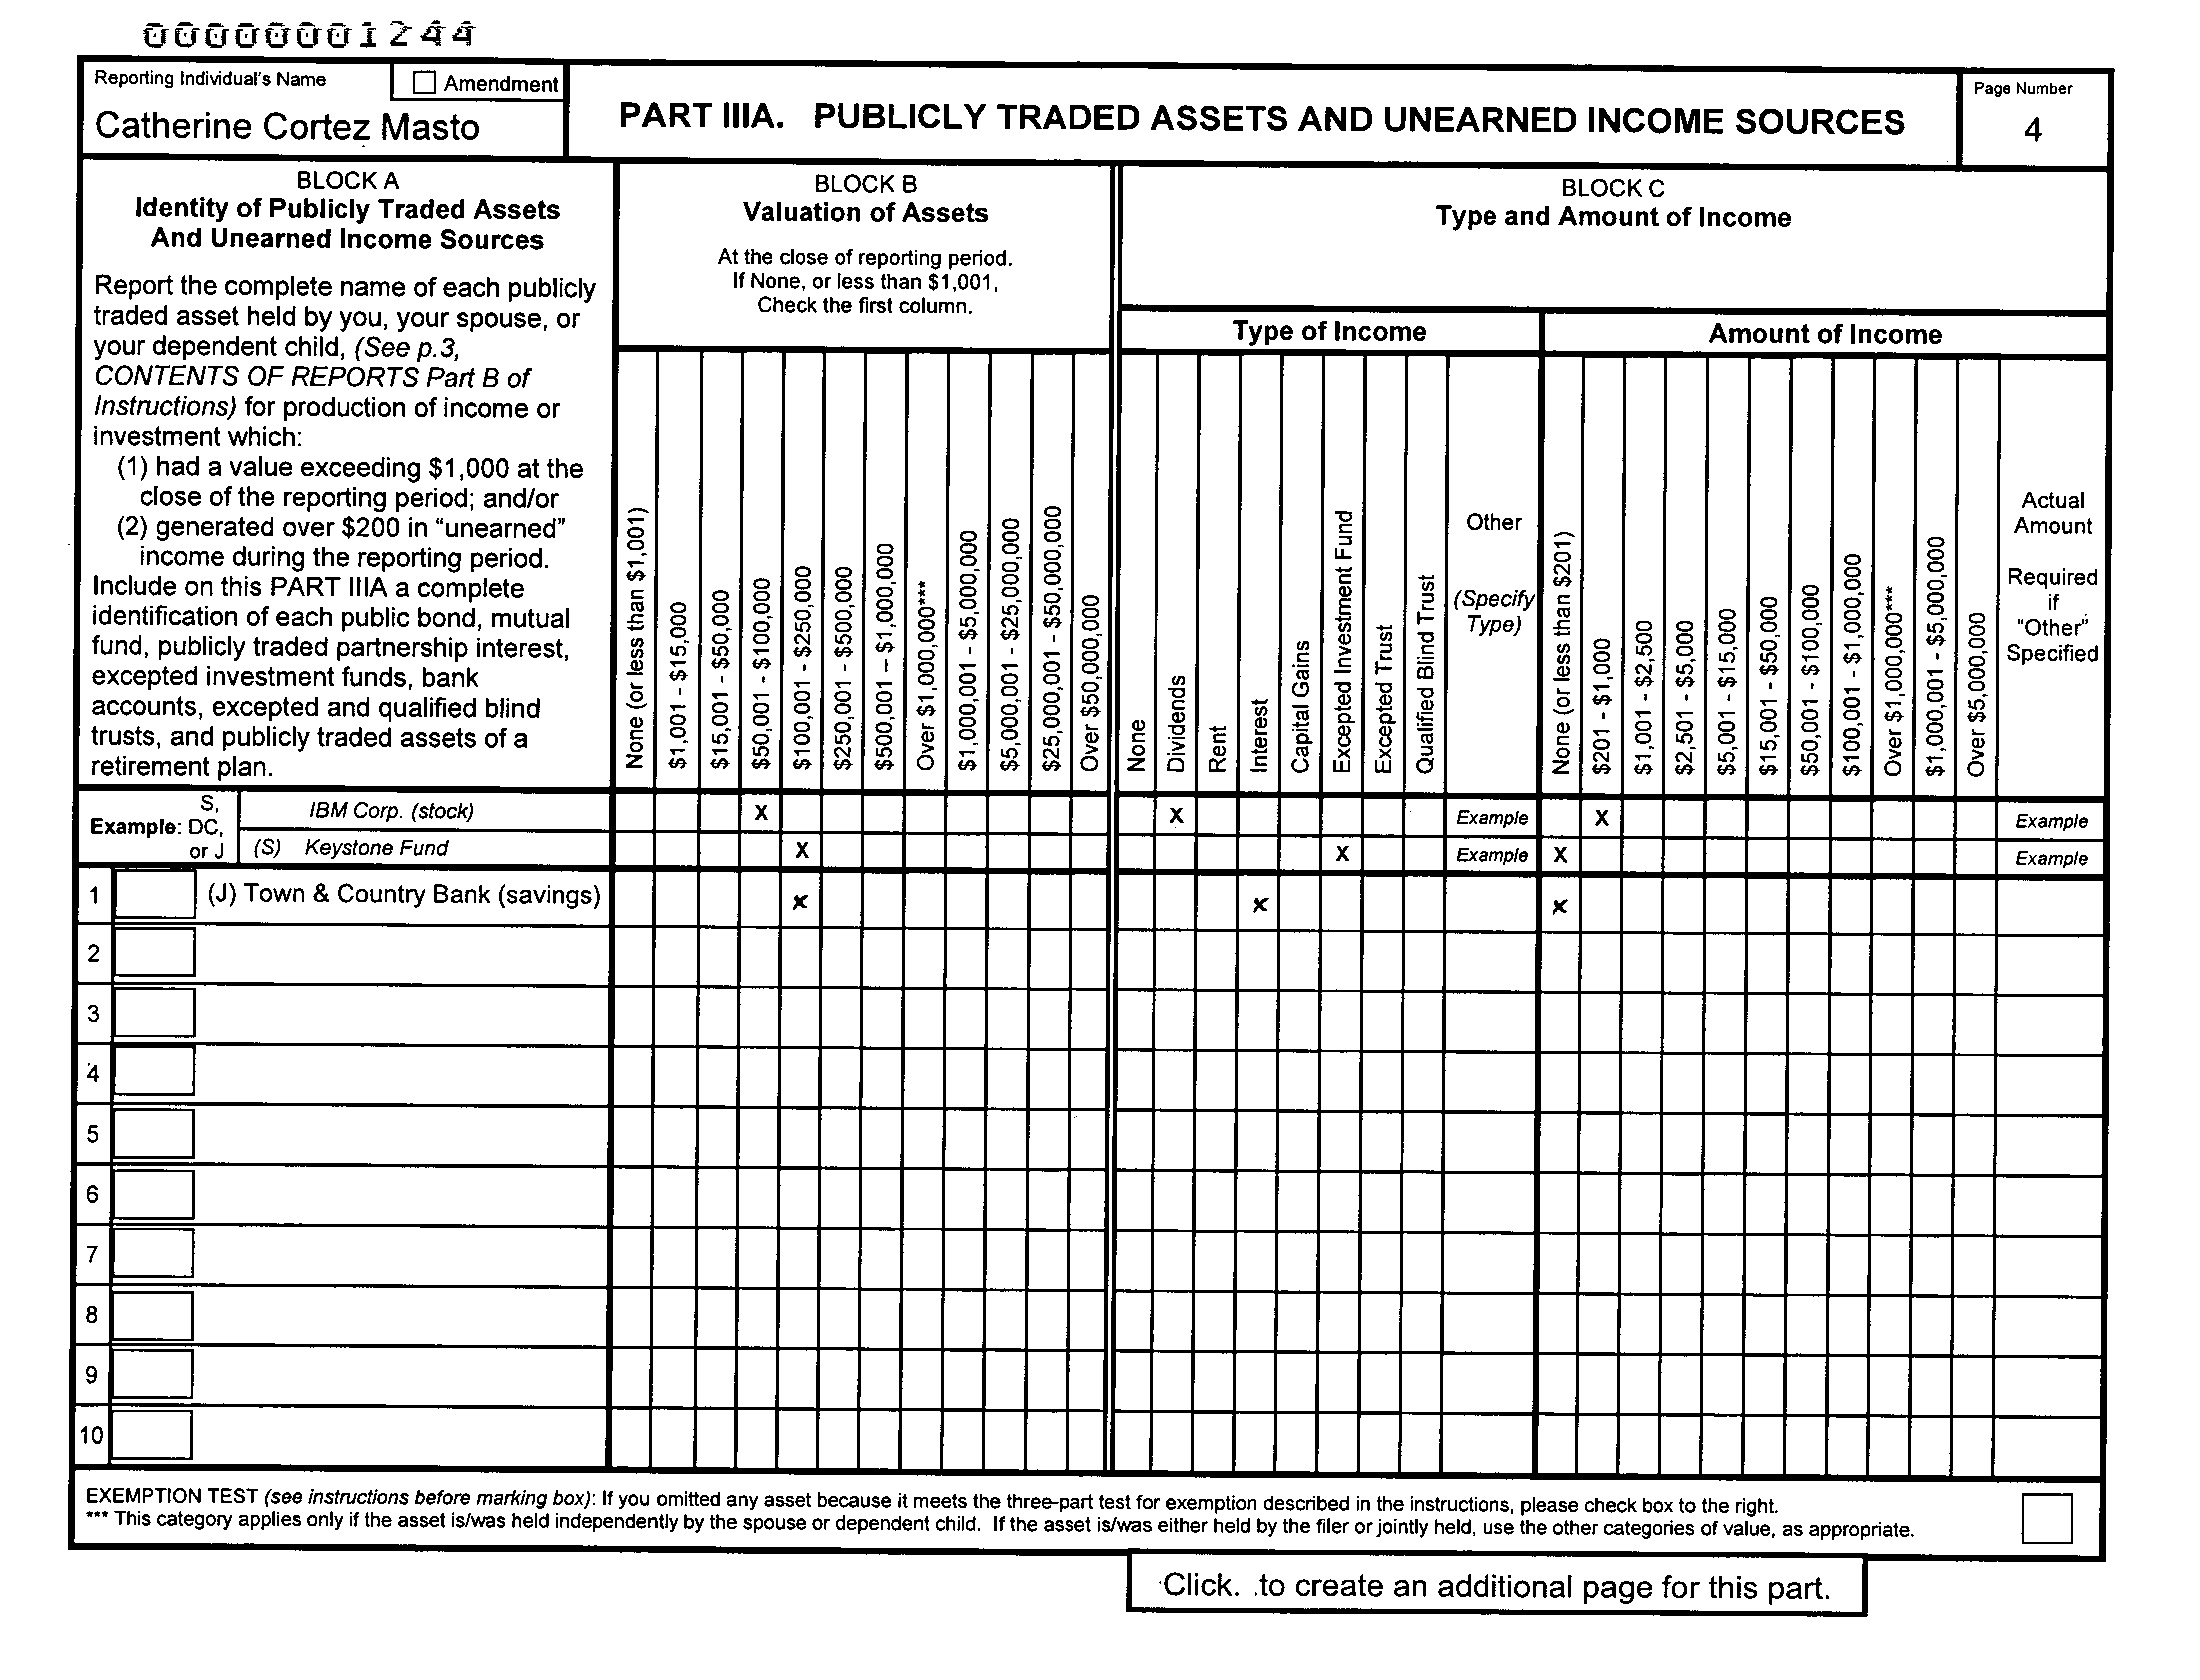 0000001244
Reporting Individual's Name
Amendment
Catherine Cortez Masto
PART IIIA. PUBLICLY TRADED ASSETS AND UNEARNED INCOME SOURCES
Page Number
4
BLOCK A
Identity of Publicly Traded Assets
And Unearned Income Sources
Report the complete name of each publicly
traded asset held by you, your spouse, or
your dependent child, (See p.3,
CONTENTS OF REPORTS Part B of
Instructions) for production of income or
investment which:
(1) had a value exceeding $1,000 at the
close of the reporting period; and/or
(2) generated over $200 in "unearned"
income during the reporting period.
Include on this PART IIIA a complete
identification of each public bond, mutual
fund, publicly traded partnership interest,
excepted investment funds, bank
accounts, excepted and qualified blind
trusts, and publicly traded assets of a
retirement plan.
BLOCK B
Valuation of Assets
At the close of reporting period.
If None, or less than $1,001,
Check the first column.
None (or less than $1,001)
$1,001 - $15,000
$15,001 - $50,000
$50,001 - $100,000
$100,001 - $250,000
$250,001 - $500,000
$500,001 – $1,000,000
Over $1,000,000***
$1,000,001 - $5,000,000
$5,000,001 - $25,000,000
$25,000,001 - $50,000,000
Over $50,000,000
BLOCK C
Type and Amount of Income
Type of Income
None
Dividends
Rent
Interest
Capital Gains
Excepted Investment Fund
Excepted Trust
Qualified Blind Trust
Other
(Specify
Type)
Amount of Income
None (or less than $201)
$201 - $1,000
$1,001 - $2,500
$2,501 - $5,000
$5,001 - $15,000
$15,001 - $50,000
$50,001 - $100,000
$100,001 - $1,000,000
Over $1,000,000***
$1,000,001 - $5,000,000
Over $5,000,000
Actual
Amount
Required
if
"Other"
Specified
Example:
S,
DC,
or J
IBM Corp. (stock) X X Example X Example
(S) Keystone Fund X X Example X Example
1 (J) Town & Country Bank (savings) x x x
2
3
4
5
6
7
8
9
10
EXEMPTION TEST (see instructions before marking box): If you omitted any asset because it meets the three-part test for exemption described in the instructions, please check box to the right.
*** This category applies only if the asset is/was held independently by the spouse or dependent child. If the asset is/was either held by the filer or jointly held, use the other categories of value, as appropriate.
Click. .to create an additional page for this part.